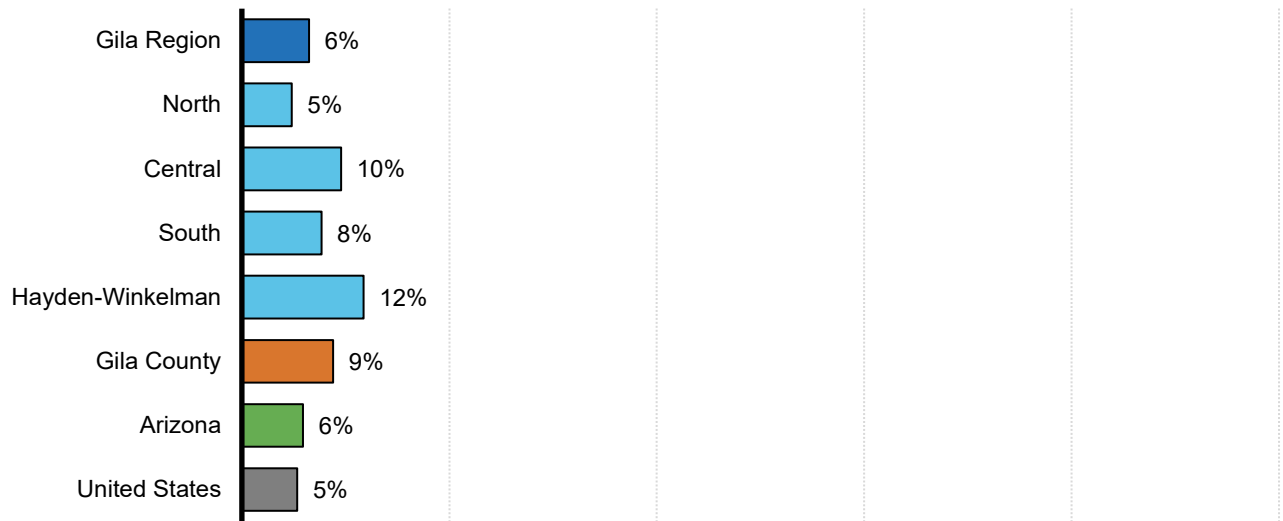 Gila Region 6%
North 5%
Central 10%
South 8%
Hayden-Winkelman 12%
Gila County 9%
Arizona 6%
United States 5%